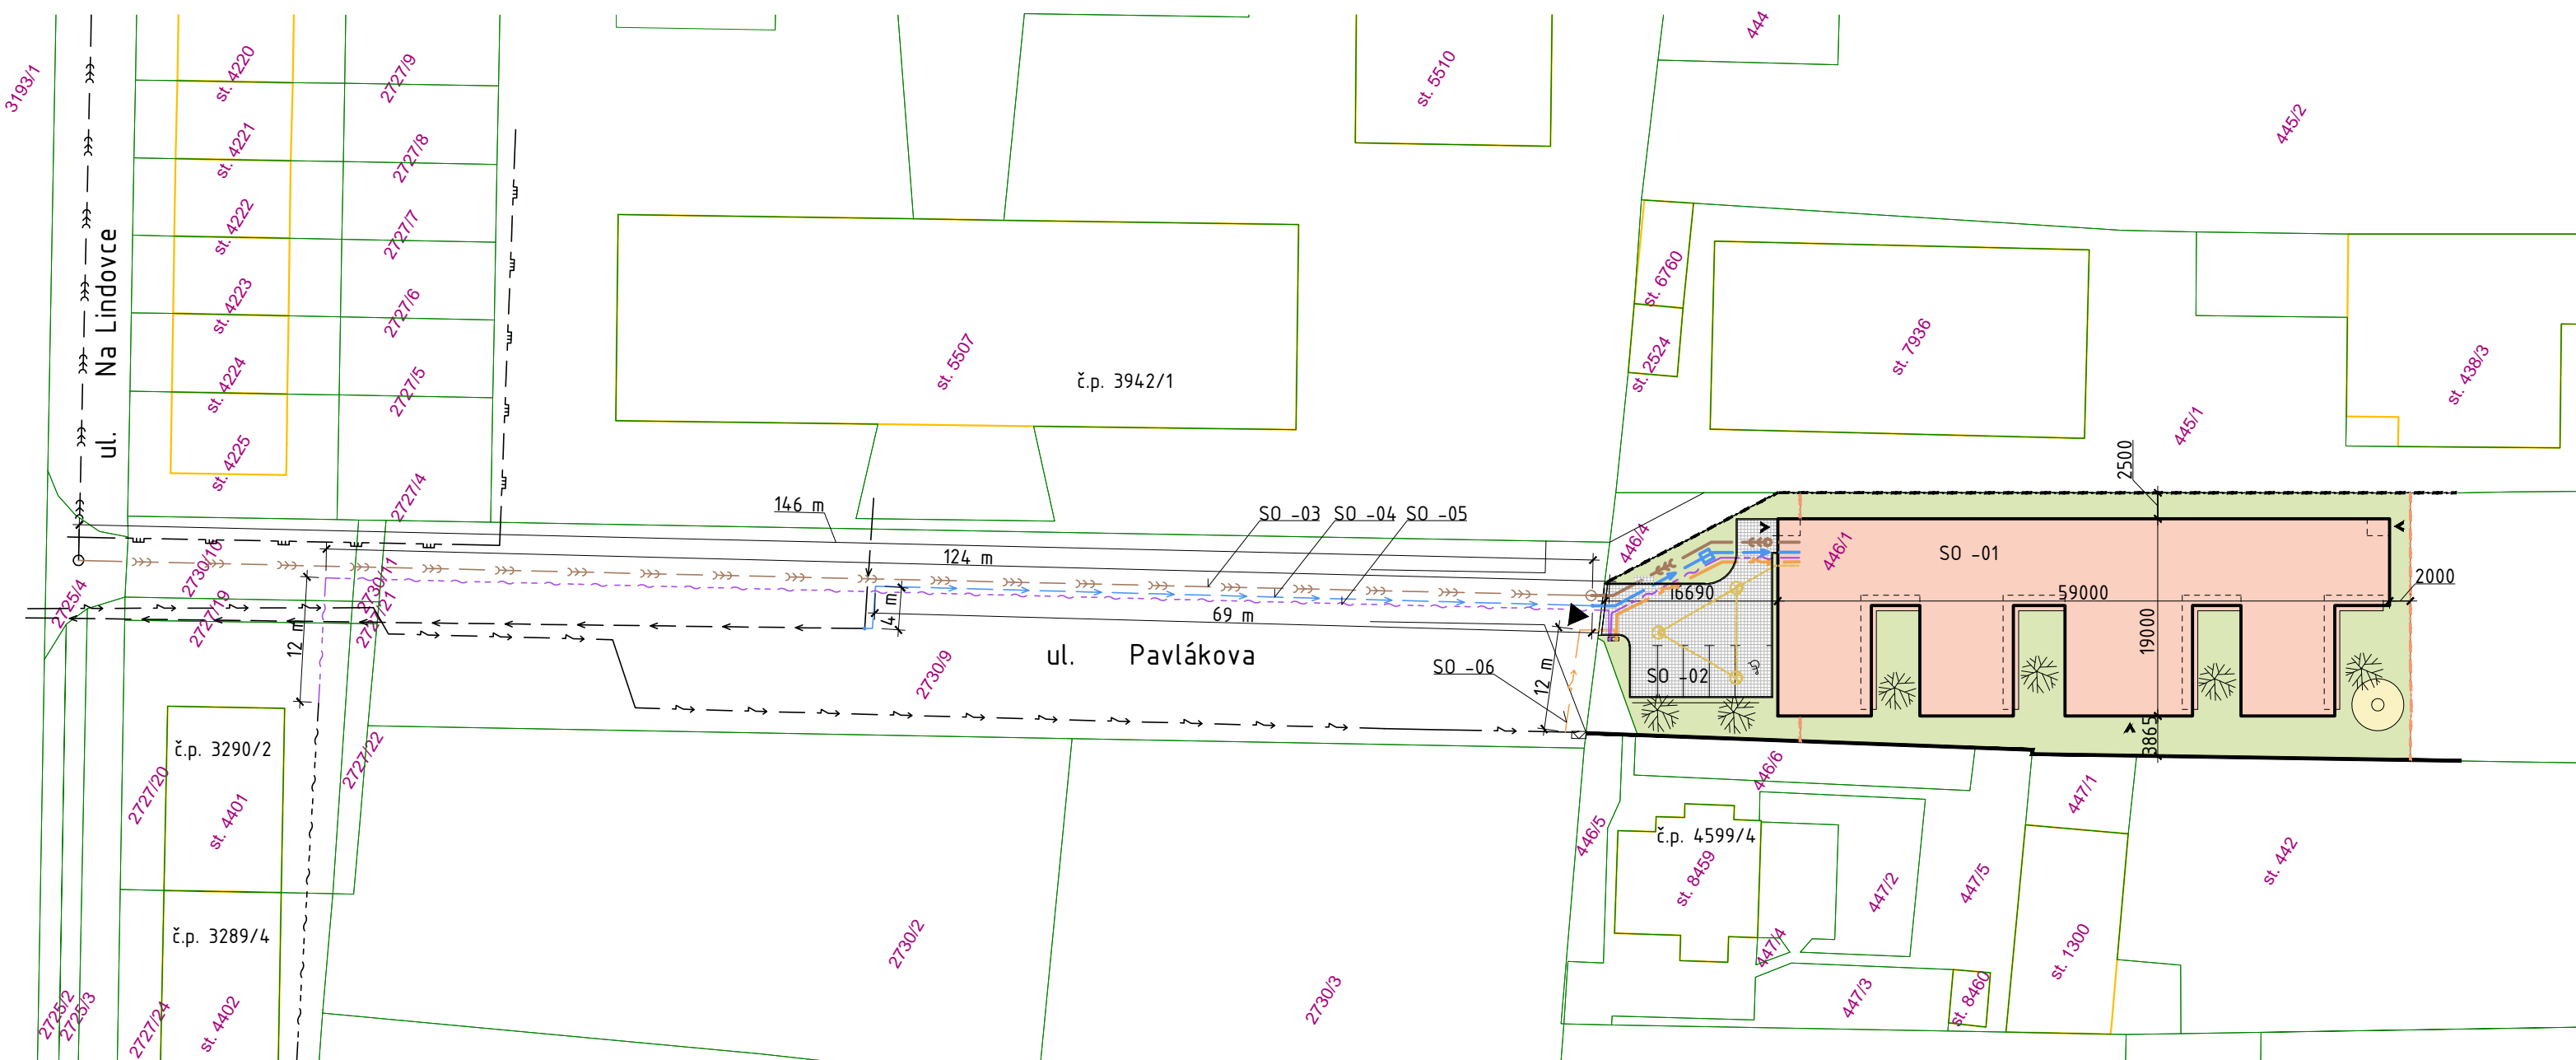 3193/1
st. 4220
2727/9
st. 4221
2727/8
st. 4222
2727/7
st. 4223
2727/6
st. 4224
2727/5
st. 4225
2727/4
ul. Na Lindovce
st. 5510
444
445/2
st. 5507
č.p. 3942/1
st. 6760
st. 2524
st. 7936
445/1
st. 438/3
146 m
124 m
SO -03
SO -04
SO -05
446/4
446/1
SO -01
2500
2000
16690
59000
19000
3865
2725/4
2730/10
2727/19
2730/11
2727/21
12 m
4 m
69 m
ul. Pavlákova
2730/9
SO -06
12 m
SO -02
č.p. 3290/2
2727/20
st. 4401
2727/22
č.p. 3289/4
2725/2
2725/3
2727/24
st. 4402
2730/2
2730/3
446/5
446/6
č.p. 4599/4
st. 8459
447/1
447/2
447/5
447/4
447/3
st. 8460
st. 1300
st. 442